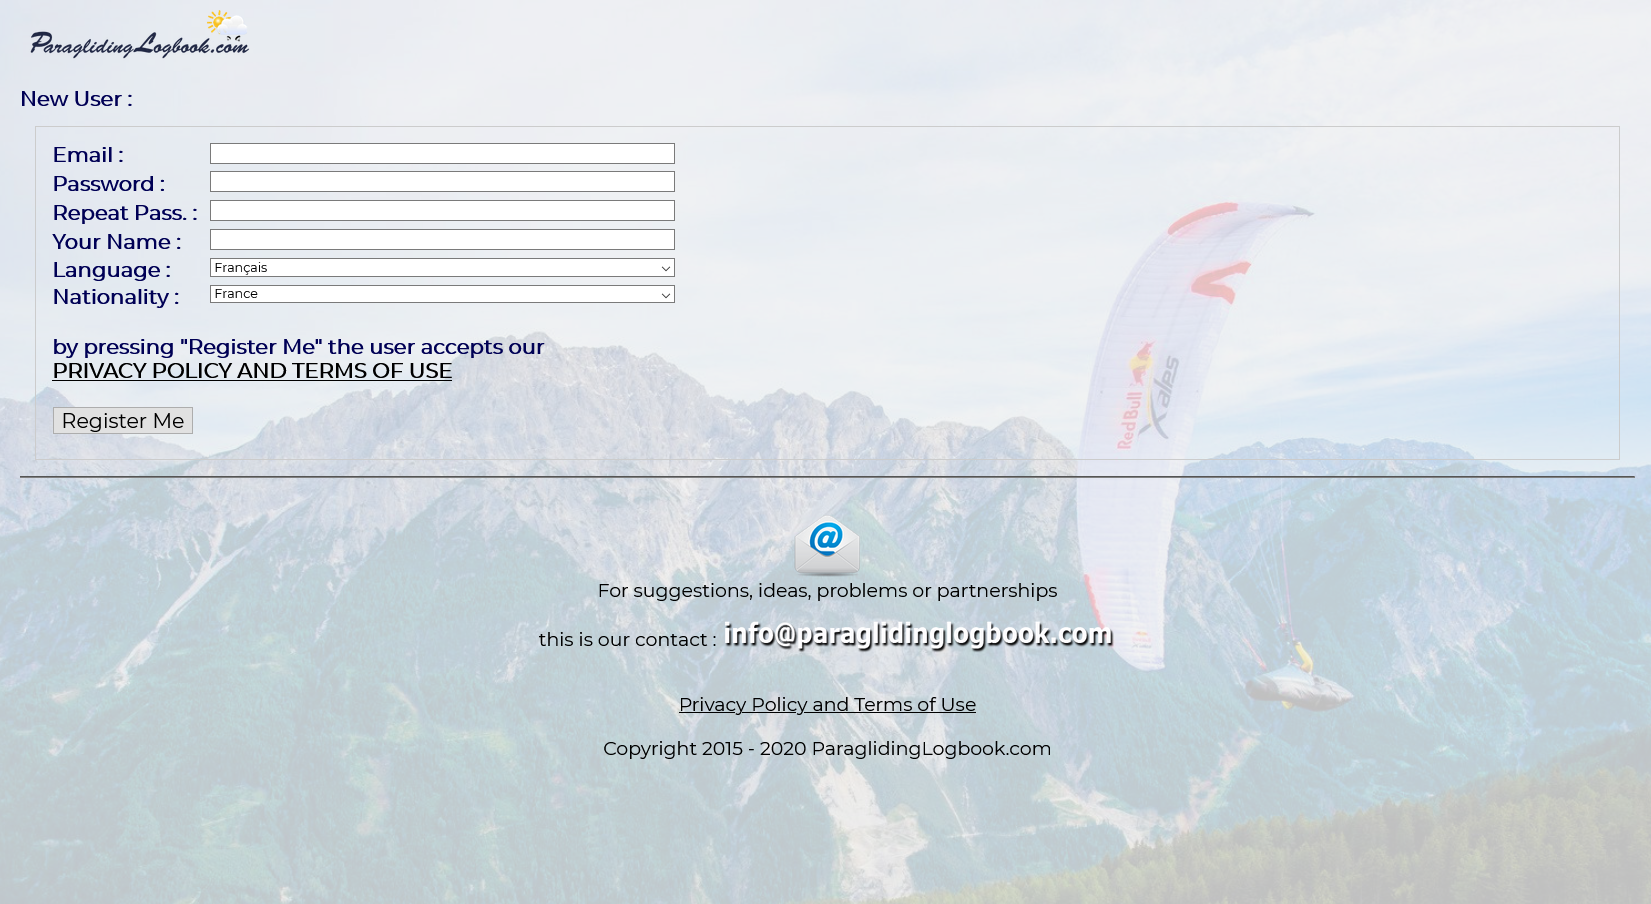 ParaglidingLogbook.com
New User :
Email :
Password :
Repeat Pass. :
Your Name :
Language :
Français
Nationality :
France
by pressing "Register Me" the user accepts our
PRIVACY POLICY AND TERMS OF USE
Register Me
Red Bull
X alps
@
For suggestions, ideas, problems or partnerships
this is our contact : info@paraglidinglogbook.com
Privacy Policy and Terms of Use
Copyright 2015 - 2020 ParaglidingLogbook.com